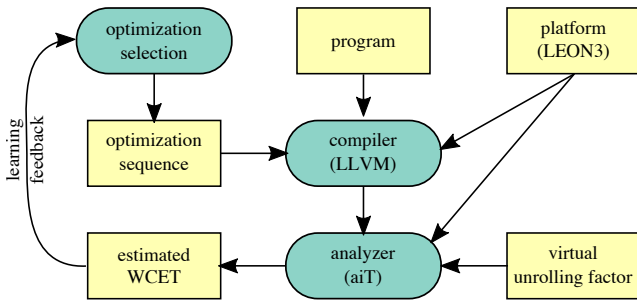 optimization
selection
program
platform
(LEON3)
learning
feedback
optimization
sequence
compiler
(LLVM)
estimated
WCET
analyzer
(aiT)
virtual
unrolling factor